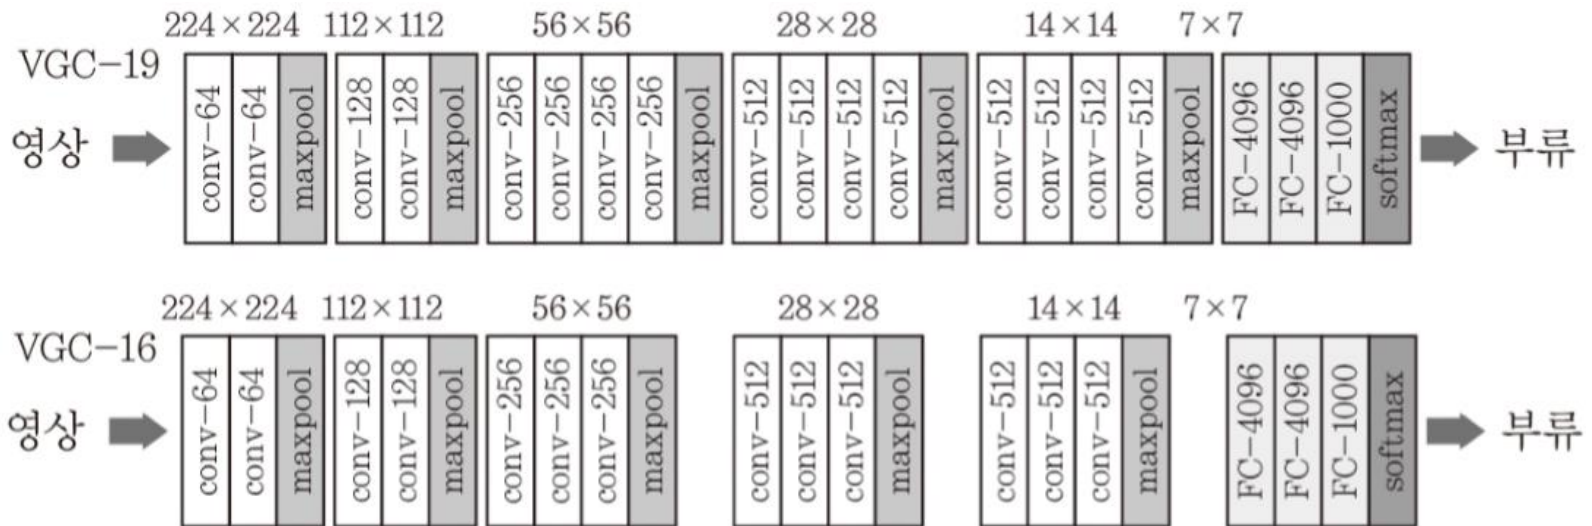 224×224 112×112 56×56 28×28 14×14 7×7
VGC-19
영상 conv-64 conv-64 maxpool conv-128 conv-128 maxpool conv-256 conv-256 conv-256 conv-256 maxpool conv-512 conv-512 conv-512 conv-512 maxpool conv-512 conv-512 conv-512 conv-512 maxpool FC-4096 FC-4096 FC-1000 softmax 부류
224×224 112×112 56×56 28×28 14×14 7×7
VGC-16
영상 conv-64 conv-64 maxpool conv-128 conv-128 maxpool conv-256 conv-256 conv-256 maxpool conv-512 conv-512 conv-512 maxpool conv-512 conv-512 conv-512 maxpool FC-4096 FC-4096 FC-1000 softmax 부류